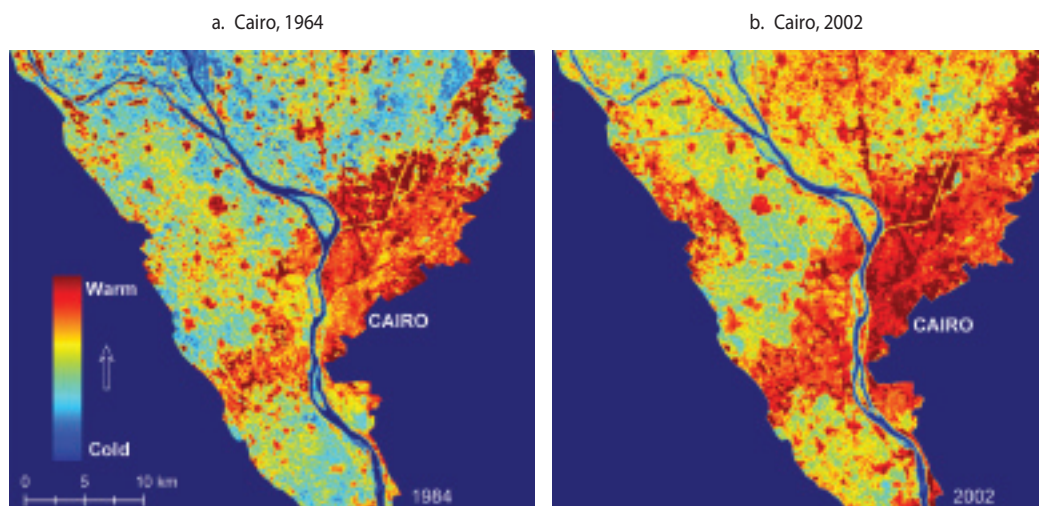 a. Cairo, 1964
b. Cairo, 2002
Warm
Cold
0 5 10 km
CAIRO
1984
CAIRO
2002